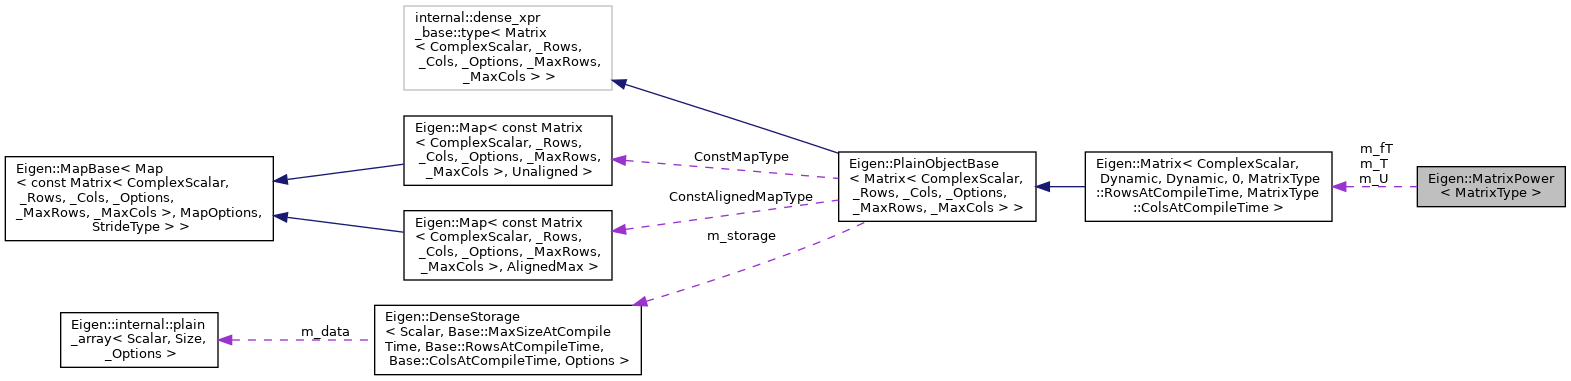 internal::dense_xpr
_base::type< Matrix
< ComplexScalar, _Rows,
_Cols, _Options, _MaxRows,
_MaxCols > >
Eigen::Map< const Matrix
< ComplexScalar, _Rows,
_Cols, _Options, _MaxRows,
_MaxCols >, Unaligned >
Eigen::MapBase< Map
< const Matrix< ComplexScalar,
_Rows, _Cols, _Options,
_MaxRows, _MaxCols >, MapOptions,
StrideType > >
Eigen::Map< const Matrix
< ComplexScalar, _Rows,
_Cols, _Options, _MaxRows,
_MaxCols >, AlignedMax >
Eigen::internal::plain
_array< Scalar, Size,
_Options >
m_data
Eigen::DenseStorage
< Scalar, Base::MaxSizeAtCompile
Time, Base::RowsAtCompileTime,
Base::ColsAtCompileTime, Options >
ConstMapType
ConstAlignedMapType
m_storage
Eigen::PlainObjectBase
< Matrix< ComplexScalar,
_Rows, _Cols, _Options,
_MaxRows, _MaxCols > >
Eigen::Matrix< ComplexScalar,
Dynamic, Dynamic, 0, MatrixType
::RowsAtCompileTime, MatrixType
::ColsAtCompileTime >
m_fT
m_T
m_U
Eigen::MatrixPower
< MatrixType >